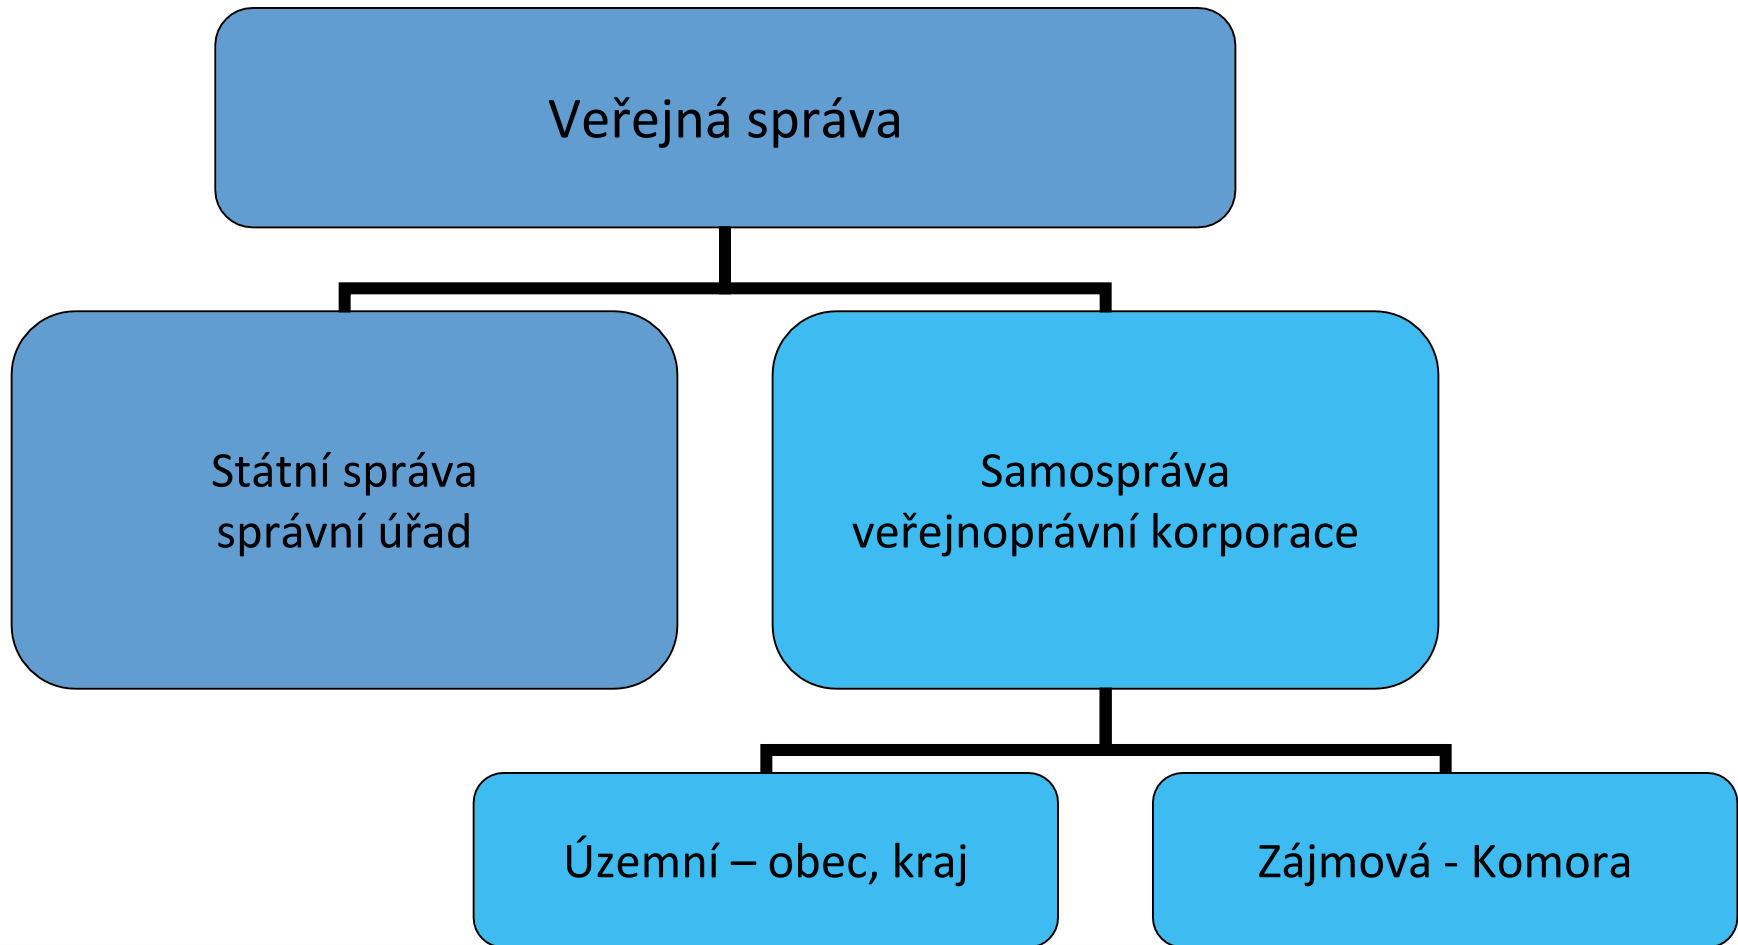 Veřejná správa
Státní správa
správní úřad
Samospráva
veřejnoprávní korporace
Územní – obec, kraj
Zájmová - Komora